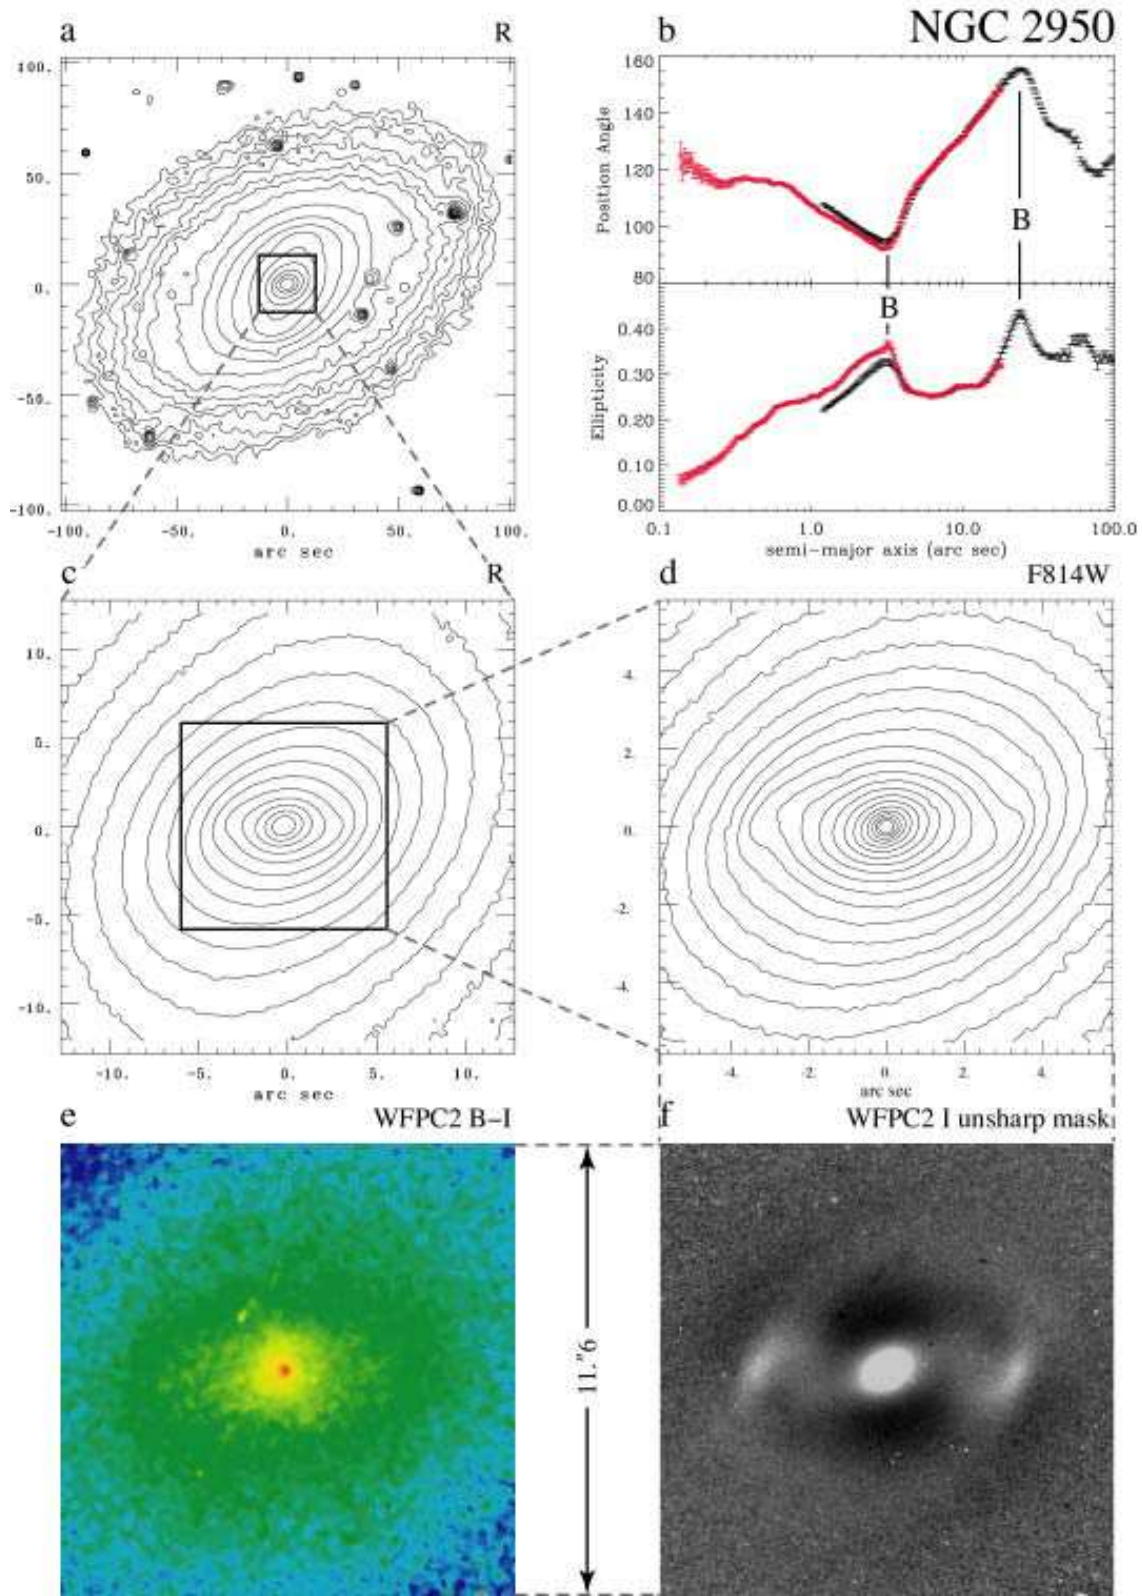 a
R
b
NGC 2950
100.
50.
0.
-50.
-100.
-100.
-50.
0.
50.
100.
arc sec
160
140
120
100
80
Position Angle
B
B
0.40
0.30
0.20
0.10
0.00
Ellipticity
0.1
1.0
10.0
100.0
semi-major axis (arc sec)
c
R
d
F814W
10.
5.
0.
-5.
-10.
-10.
-5.
0.
5.
10.
arc sec
4.
2.
0.
-2.
-4.
-4.
-2.
0.
2.
4.
arc sec
e
WFPC2 B-I
f
WFPC2 I unsharp mask
11."6